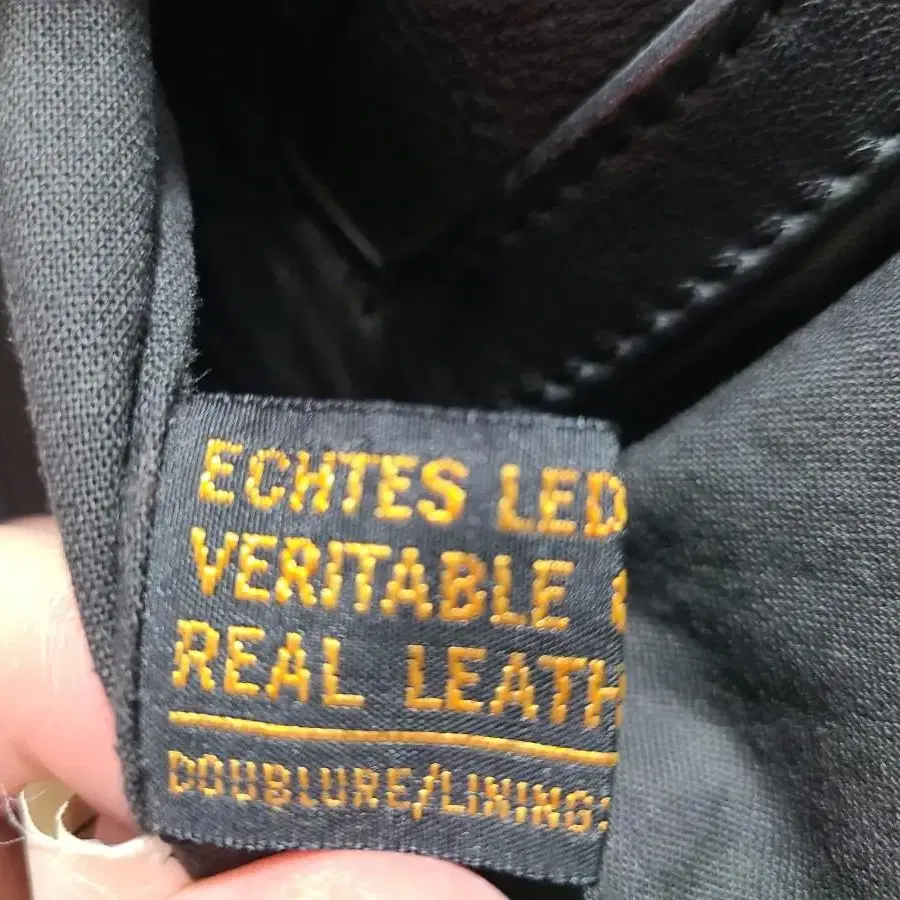 ECHTES LED
VERITABLE
REAL LEATH
DOUBLURE/LINING: